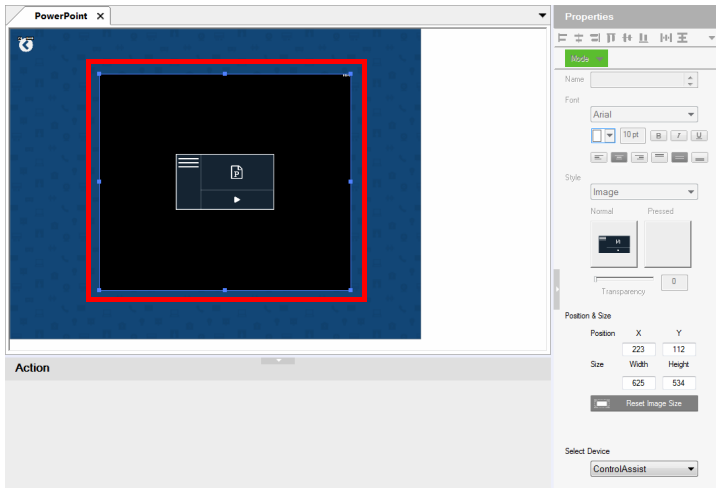 PowerPoint
Properties
Mode
Name
Font
Arial
10 pt
B I U
Style
Image
Normal Pressed
0
Transparency
Position & Size
Position X Y
223 112
Size Width Height
625 534
Reset Image Size
Action
Select Device
ControlAssist